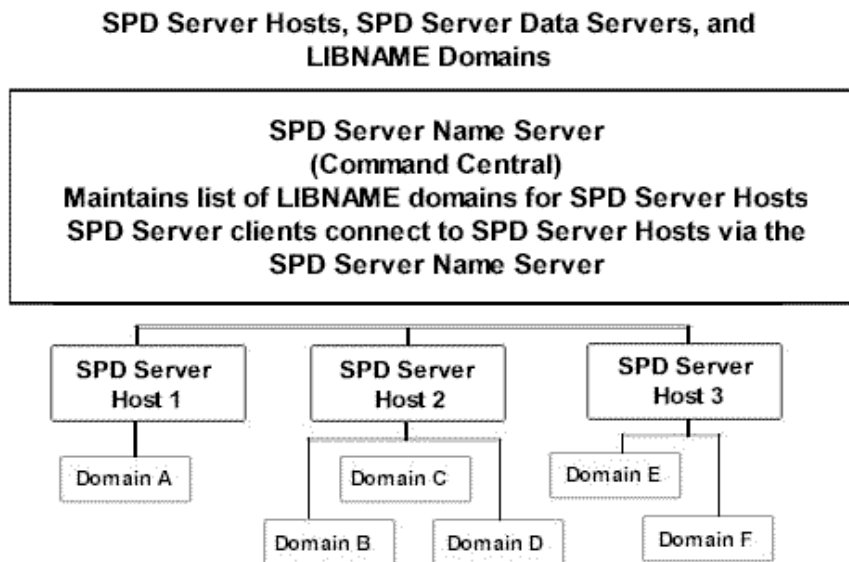 SPD Server Hosts, SPD Server Data Servers, and
LIBNAME Domains
SPD Server Name Server
(Command Central)
Maintains list of LIBNAME domains for SPD Server Hosts
SPD Server clients connect to SPD Server Hosts via the
SPD Server Name Server
SPD Server
Host 1
SPD Server
Host 2
SPD Server
Host 3
Domain A
Domain C
Domain E
Domain B
Domain D
Domain F